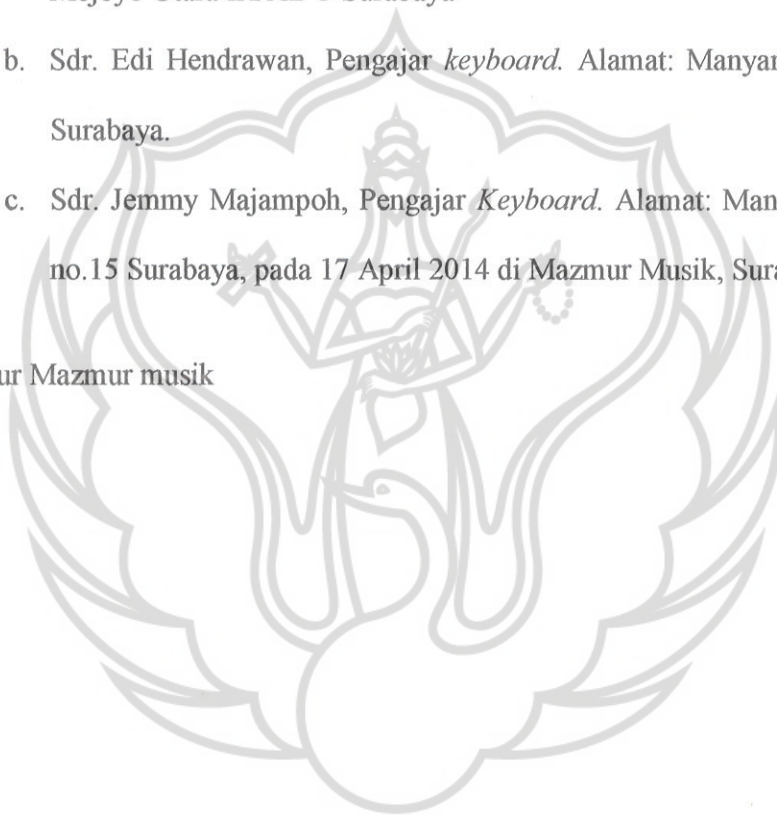 b. Sdr. Edi Hendrawan, Pengajar keyboard. Alamat: Manyar
Surabaya.
c. Sdr. Jemmy Majampoh, Pengajar Keyboard. Alamat: Man
no.15 Surabaya, pada 17 April 2014 di Mazmur Musik, Sura
ur Mazmur musik